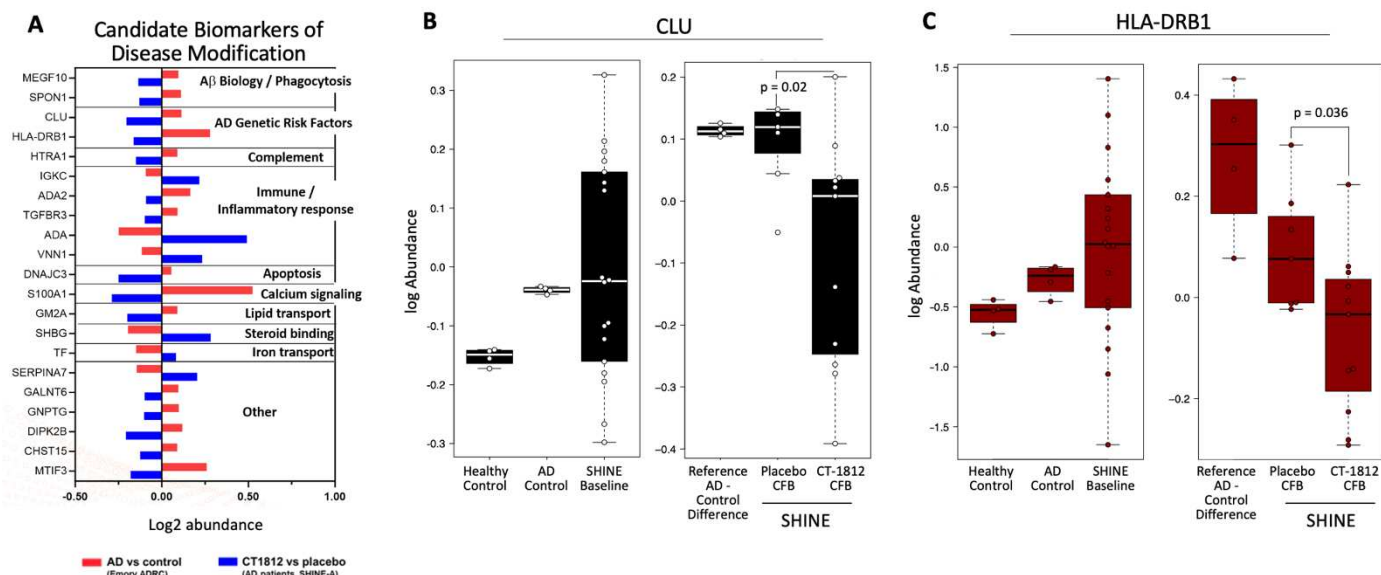 A
Candidate Biomarkers of
Disease Modification
MEGF10
SPON1
CLU
HLA-DRB1
HTRA1
IGKC
ADA2
TGFBR3
ADA
VNN1
DNAJC3
S100A1
GM2A
SHBG
TF
SERPINA7
GALNT6
GNPTG
DIPK2B
CHST15
MTIF3
Aβ Biology / Phagocytosis
AD Genetic Risk Factors
Complement
Immune /
Inflammatory response
Apoptosis
Calcium signaling
Lipid transport
Steroid binding
Iron transport
Other
-0.50 0.00 0.50 1.00
Log2 abundance
AD vs control
(Emory ADRC)
CT1812 vs placebo
(AD patients, SHINE-A)
B
CLU
log Abundance
0.3
0.2
0.1
0.0
−0.1
−0.2
−0.3
Healthy
Control
AD
Control
SHINE
Baseline
p = 0.02
0.2
0.1
0.0
−0.1
−0.2
−0.3
−0.4
Reference
AD -
Control
Difference
Placebo
CFB
CT-1812
CFB
SHINE
C
HLA-DRB1
log Abundance
1.5
1.0
0.5
0.0
−0.5
−1.0
−1.5
Healthy
Control
AD
Control
SHINE
Baseline
p = 0.036
0.4
0.2
0.0
−0.2
Reference
AD -
Control
Difference
Placebo
CFB
CT-1812
CFB
SHINE